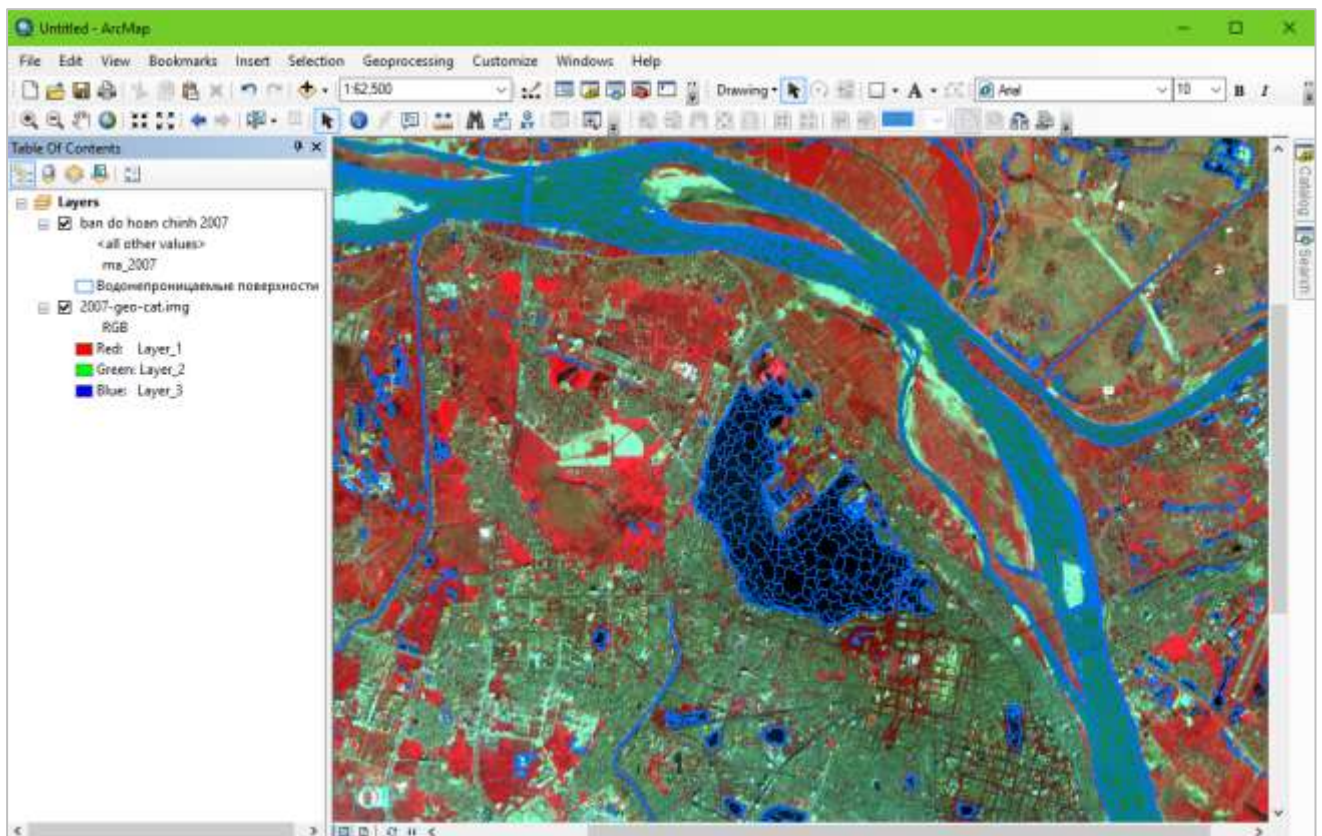 Untitled - ArcMap
File Edit View Bookmarks Insert Selection Geoprocessing Customize Windows Help
1:62,500 Drawing A Arial 10 B I
Table Of Contents
Layers
ban do hoan chinh 2007
<all other values>
ma_2007
Водонепроницаемые поверхности
2007-geo-cat.img
RGB
Red: Layer_1
Green: Layer_2
Blue: Layer_3
Catalog
Search